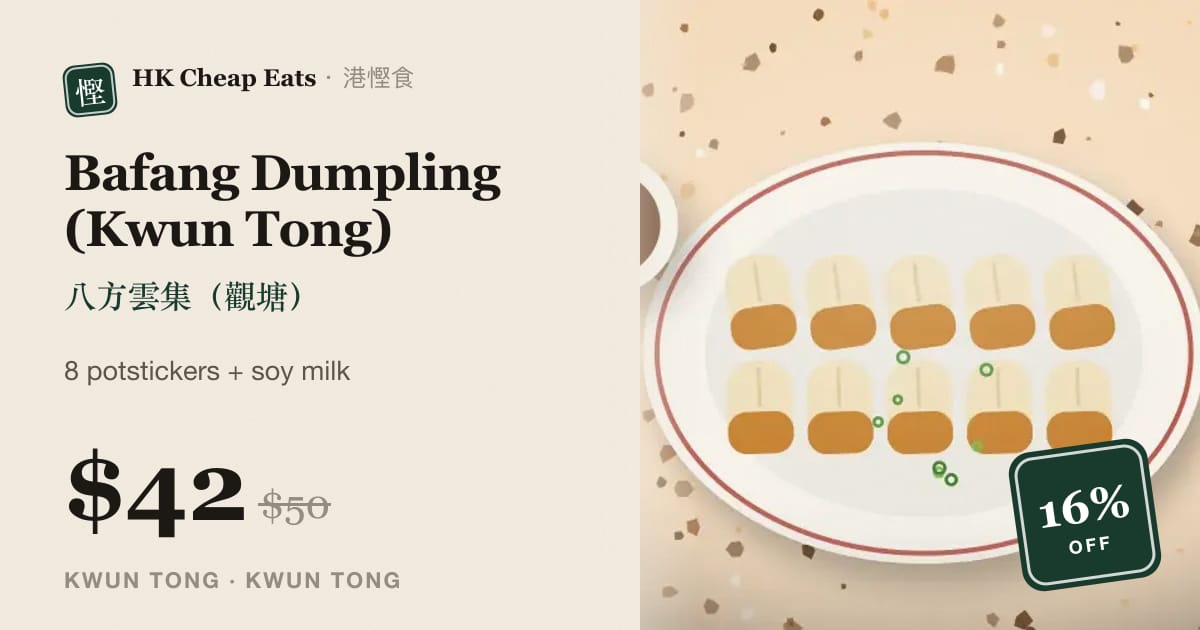 慳
HK Cheap Eats · 港慳食
Bafang Dumpling
(Kwun Tong)
八方雲集（觀塘）
8 potstickers + soy milk
$42 $50
KWUN TONG · KWUN TONG
16%
OFF